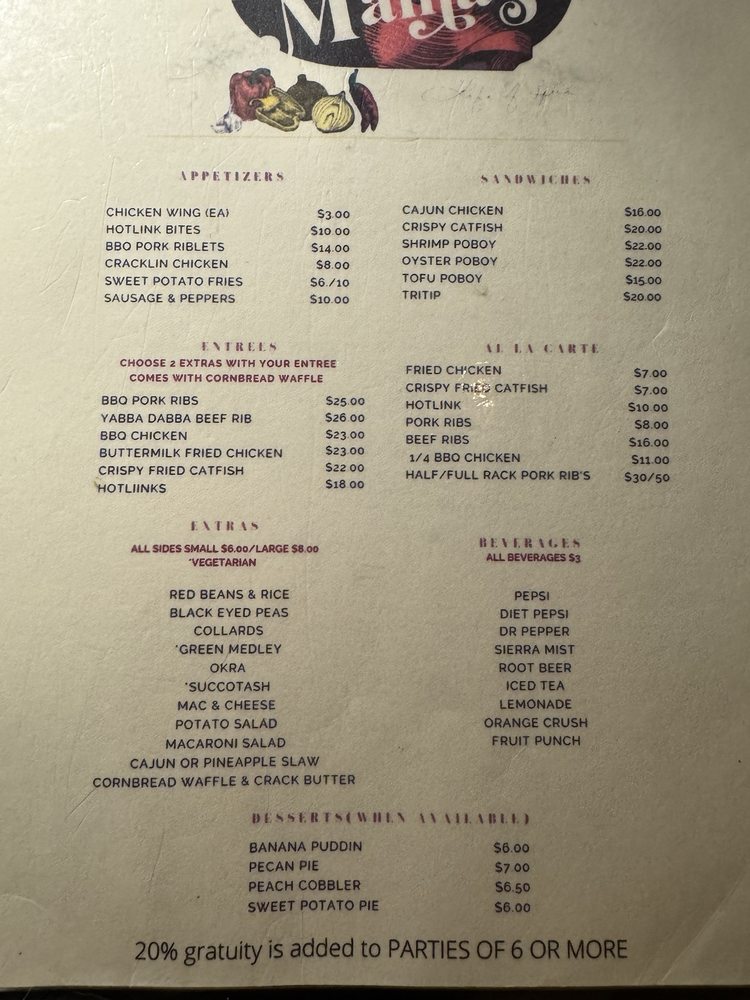 Mama's
APPETIZERS
CHICKEN WING (EA) $3.00
HOTLINK BITES $10.00
BBQ PORK RIBLETS $14.00
CRACKLIN CHICKEN $8.00
SWEET POTATO FRIES $6./10
SAUSAGE & PEPPERS $10.00
SANDWICHES
CAJUN CHICKEN $16.00
CRISPY CATFISH $20.00
SHRIMP POBOY $22.00
OYSTER POBOY $22.00
TOFU POBOY $15.00
TRITIP $20.00
ENTREES
CHOOSE 2 EXTRAS WITH YOUR ENTREE
COMES WITH CORNBREAD WAFFLE
BBQ PORK RIBS $25.00
YABBA DABBA BEEF RIB $26.00
BBQ CHICKEN $23.00
BUTTERMILK FRIED CHICKEN $23.00
CRISPY FRIED CATFISH $22.00
HOTLIINKS $18.00
AL LA CARTE
FRIED CHICKEN $7.00
CRISPY FRIED CATFISH $7.00
HOTLINK $10.00
PORK RIBS $8.00
BEEF RIBS $16.00
1/4 BBQ CHICKEN $11.00
HALF/FULL RACK PORK RIB'S $30/50
EXTRAS
ALL SIDES SMALL $6.00/LARGE $8.00
*VEGETARIAN
RED BEANS & RICE
BLACK EYED PEAS
COLLARDS
*GREEN MEDLEY
OKRA
*SUCCOTASH
MAC & CHEESE
POTATO SALAD
MACARONI SALAD
CAJUN OR PINEAPPLE SLAW
CORNBREAD WAFFLE & CRACK BUTTER
BEVERAGES
ALL BEVERAGES $3
PEPSI
DIET PEPSI
DR PEPPER
SIERRA MIST
ROOT BEER
ICED TEA
LEMONADE
ORANGE CRUSH
FRUIT PUNCH
DESSERTS(WHEN AVAILABLE)
BANANA PUDDIN $6.00
PECAN PIE $7.00
PEACH COBBLER $6.50
SWEET POTATO PIE $6.00
20% gratuity is added to PARTIES OF 6 OR MORE